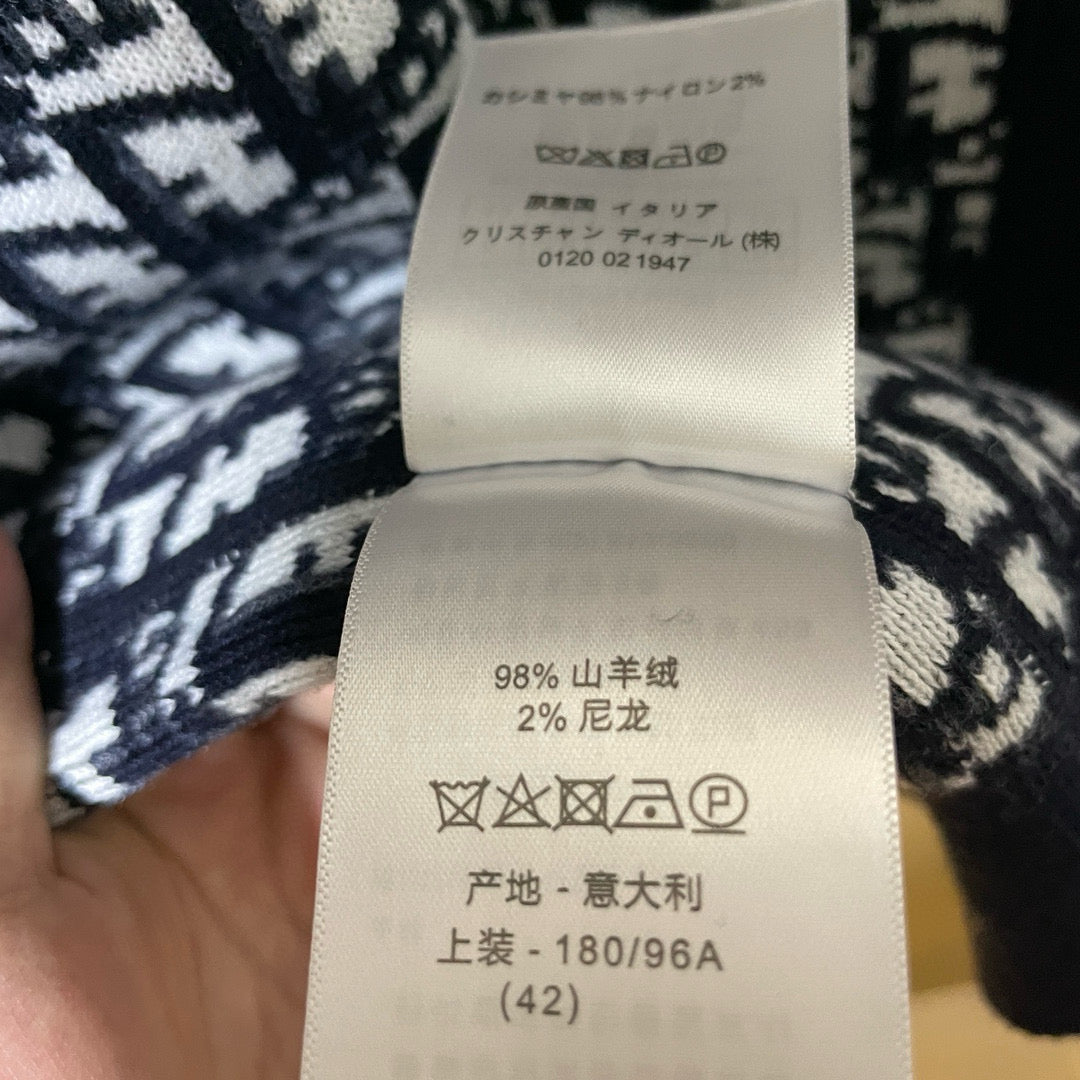 カシミヤ98%ナイロン2%
原産国 イタリア
クリスチャン ディオール(株)
0120 02 1947
98% 山羊绒
2% 尼龙
P
产地 - 意大利
上装 - 180/96A
(42)